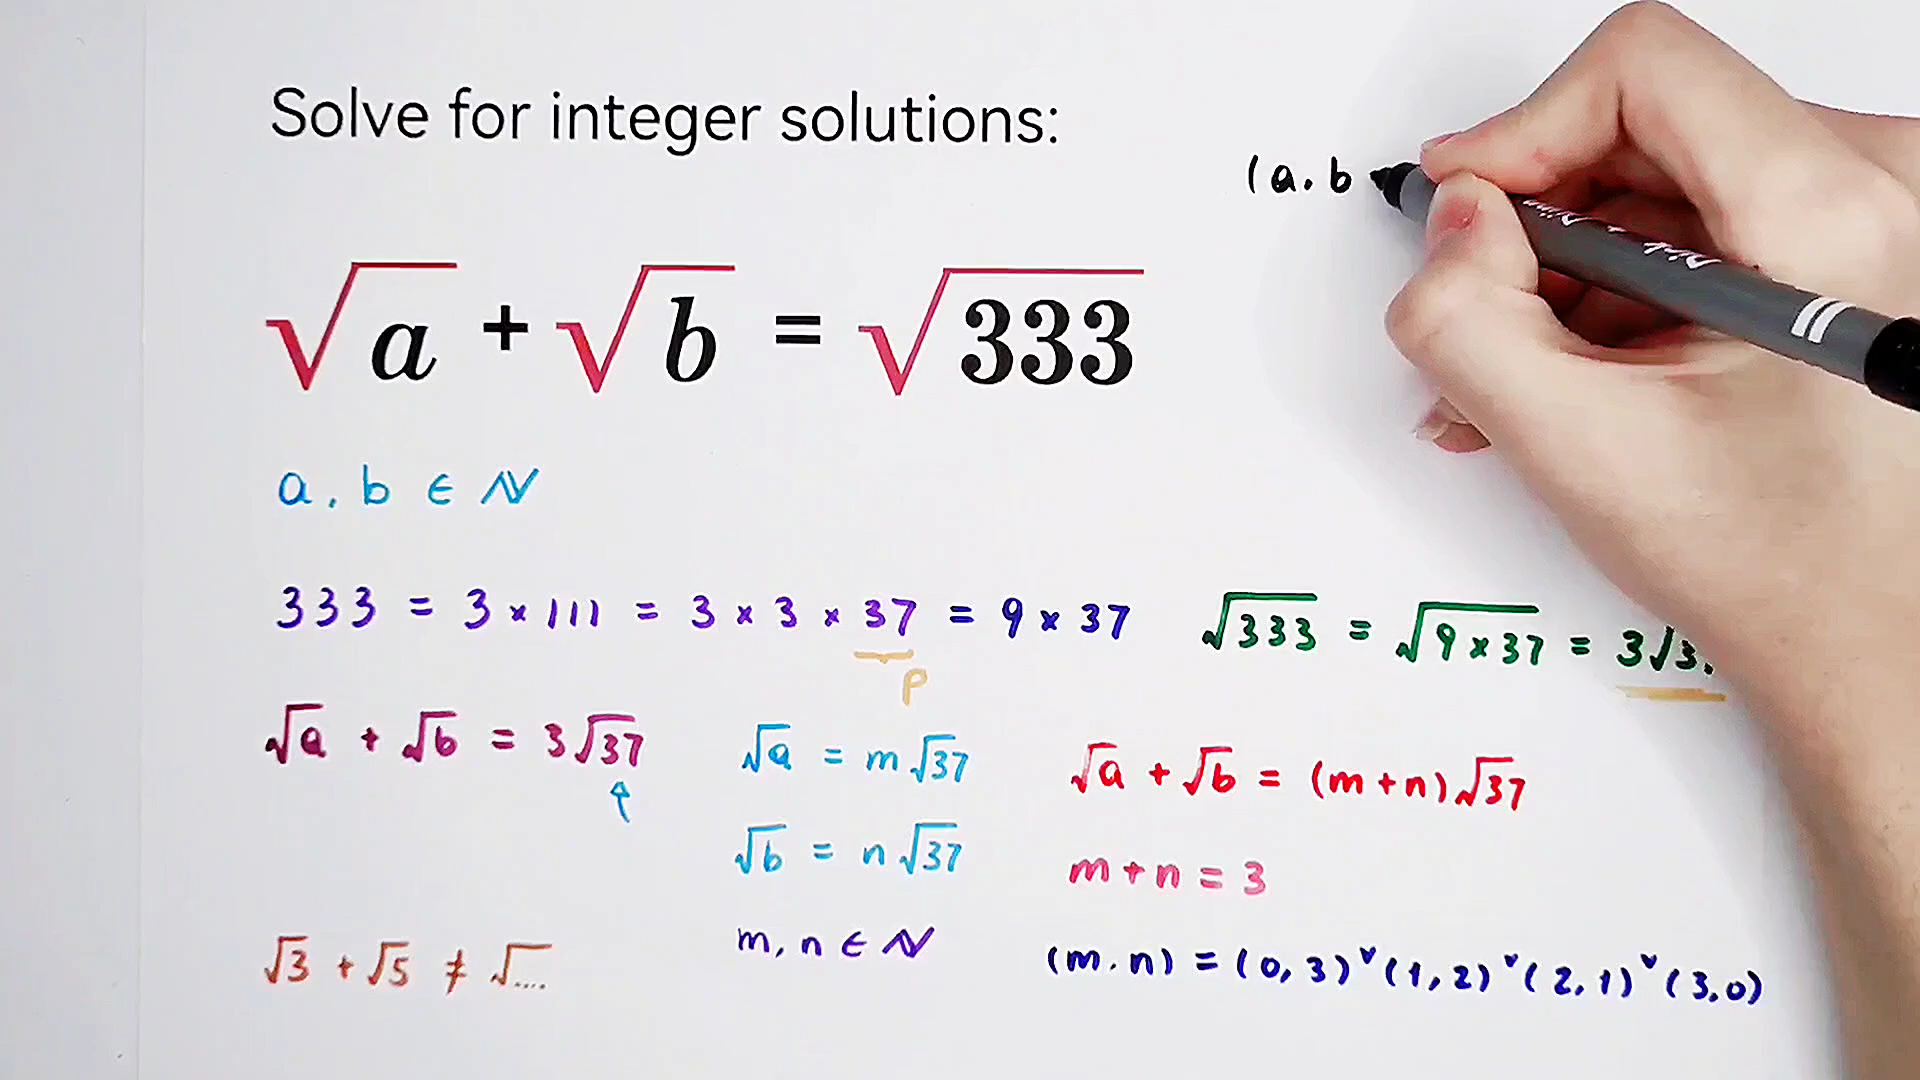 Solve for integer solutions:
(a.b
√a + √b = √333
a.b ∈ N
333 = 3 × 111 = 3 × 3 × 37 = 9 × 37
√333 = √9×37 = 3√3
P
√a + √b = 3√37
√a = m√37
√a + √b = (m+n)√37
√b = n√37
m+n = 3
m, n ∈ N
√3 + √5 ≠ √....
(m.n) = (0,3)ˇ(1,2)ˇ(2,1)ˇ(3.0)